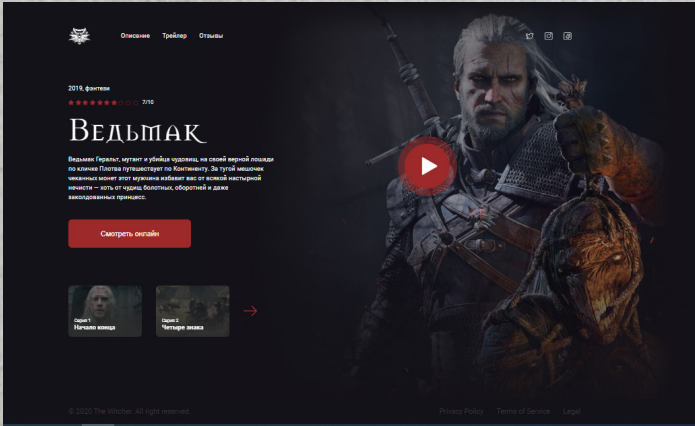 Описание Трейлер Отзывы
2019, фэнтези
7/10
Ведьмак
Ведьмак Геральт, мутант и убийца чудовищ, на своей верной лошади
по кличке Плотва путешествует по Континенту. За тугой мешочек
чеканных монет этот мужчина избавит вас от всякой настырной
нечисти — хоть от чудищ болотных, оборотней и даже
заколдованных принцесс.
Смотреть онлайн
Серия 1
Начало конца
Серия 2
Четыре знака
© 2020 The Witcher. All right reserved.
Privacy Policy Terms of Service Legal